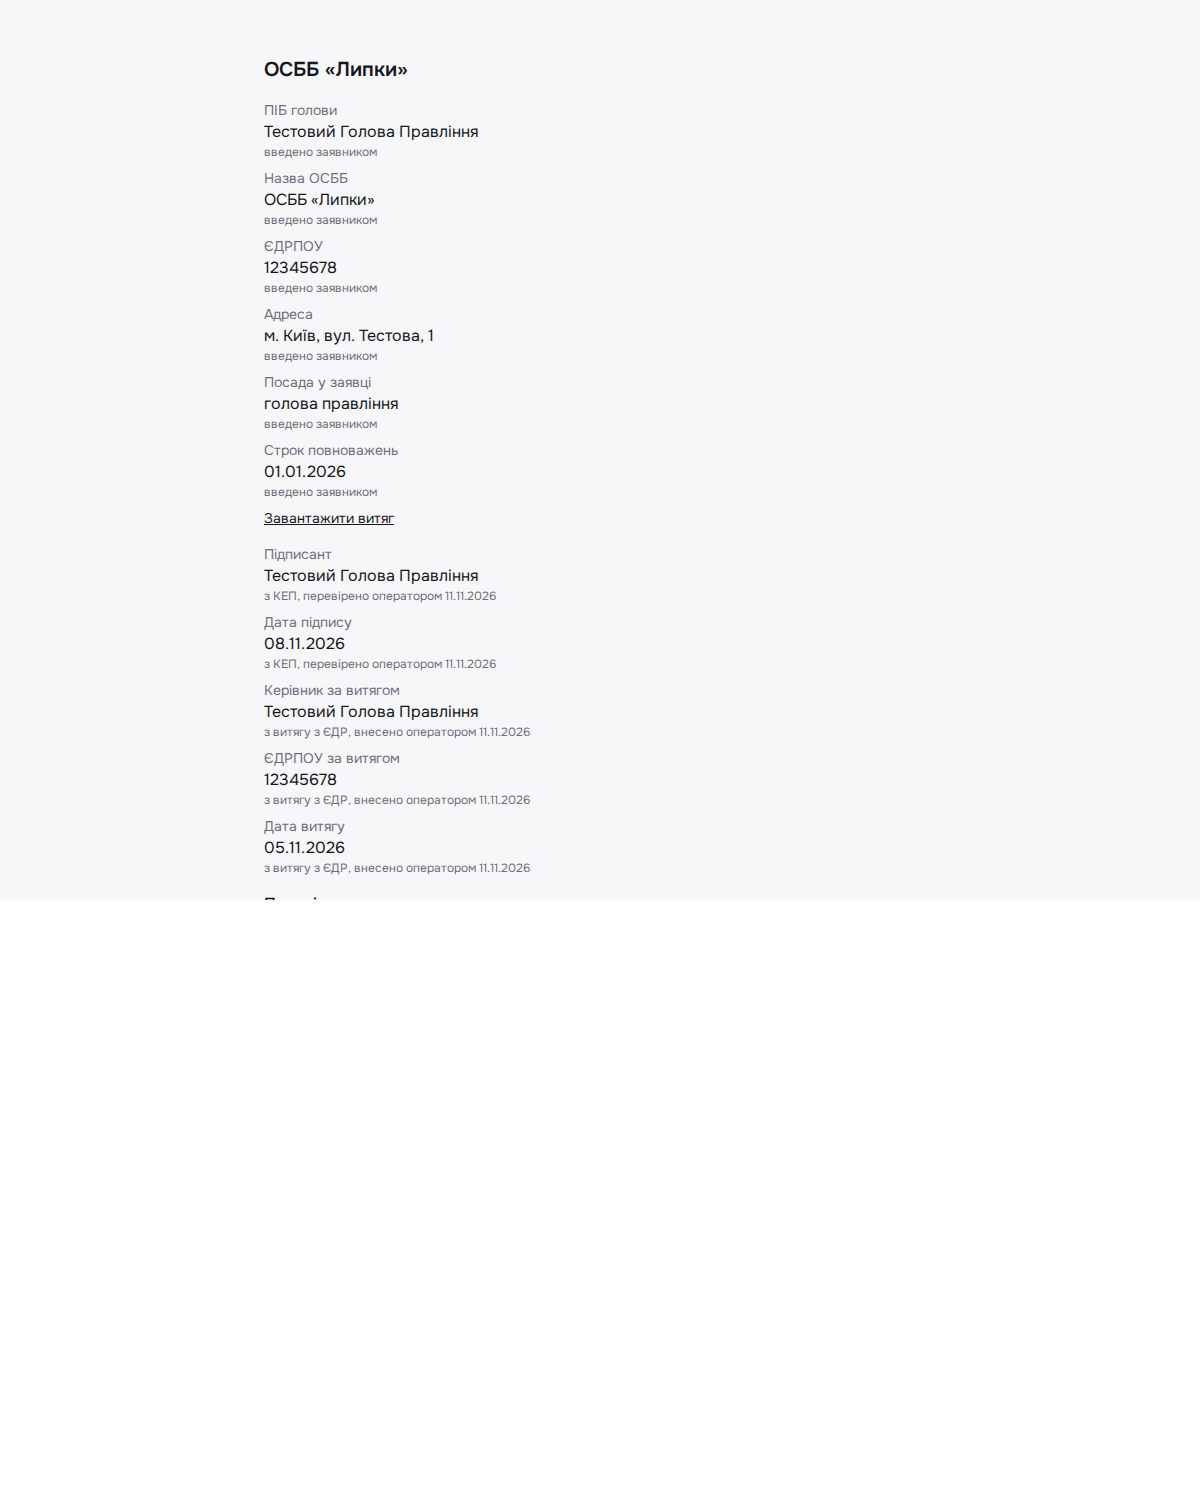 ОСББ «Липки»
ПІБ голови
Тестовий Голова Правління
введено заявником
Назва ОСББ
ОСББ «Липки»
введено заявником
ЄДРПОУ
12345678
введено заявником
Адреса
м. Київ, вул. Тестова, 1
введено заявником
Посада у заявці
голова правління
введено заявником
Строк повноважень
01.01.2026
введено заявником
Завантажити витяг
Підписант
Тестовий Голова Правління
з КЕП, перевірено оператором 11.11.2026
Дата підпису
08.11.2026
з КЕП, перевірено оператором 11.11.2026
Керівник за витягом
Тестовий Голова Правління
з витягу з ЄДР, внесено оператором 11.11.2026
ЄДРПОУ за витягом
12345678
з витягу з ЄДР, внесено оператором 11.11.2026
Дата витягу
05.11.2026
з витягу з ЄДР, внесено оператором 11.11.2026